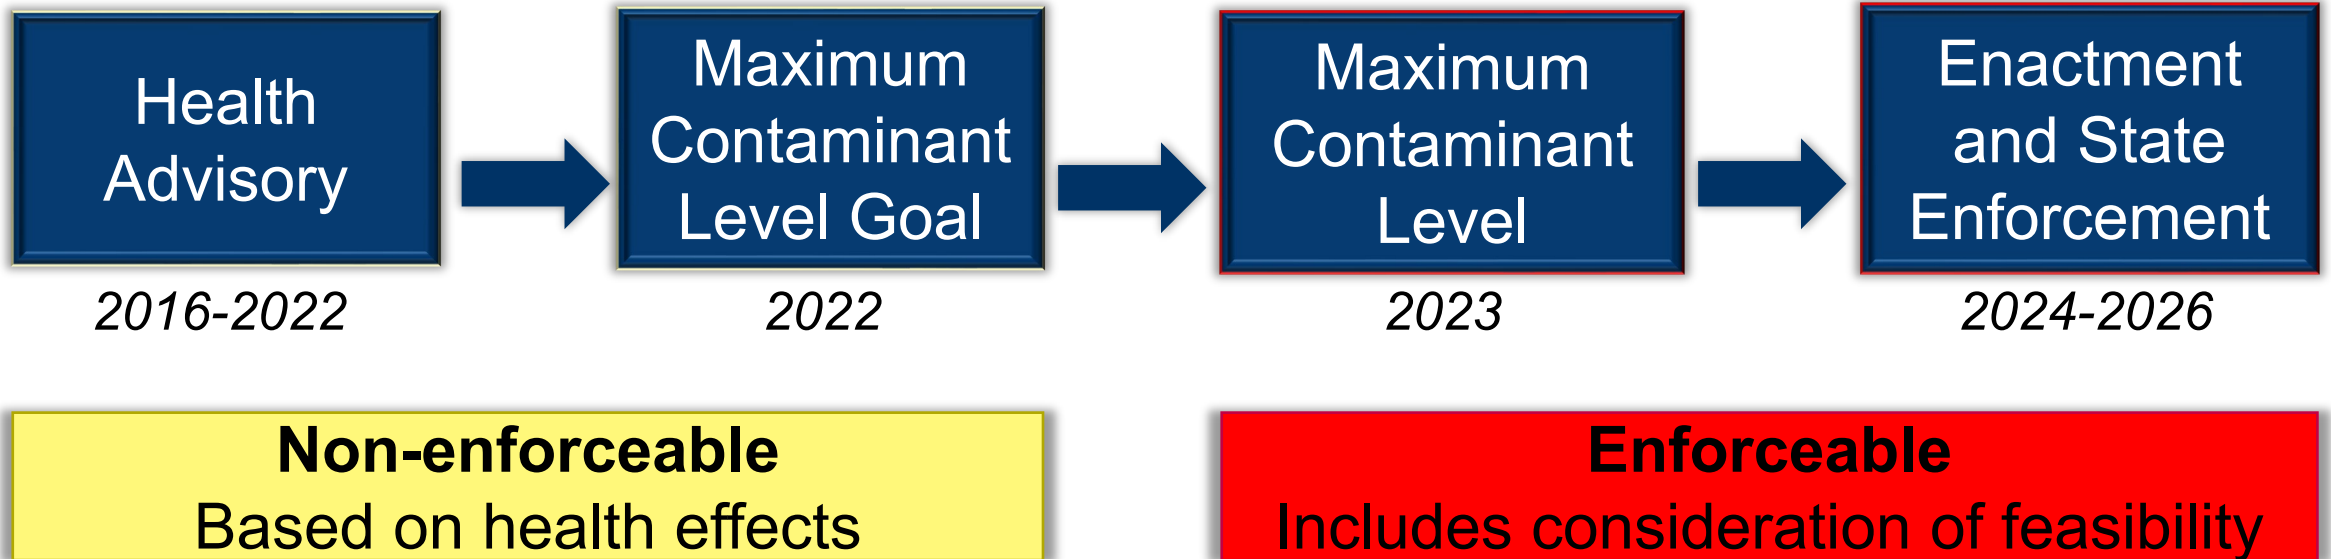 Health
Advisory
Maximum
Contaminant
Level Goal
Maximum
Contaminant
Level
Enactment
and State
Enforcement
2016-2022
2022
2023
2024-2026
Non-enforceable
Based on health effects
Enforceable
Includes consideration of feasibility